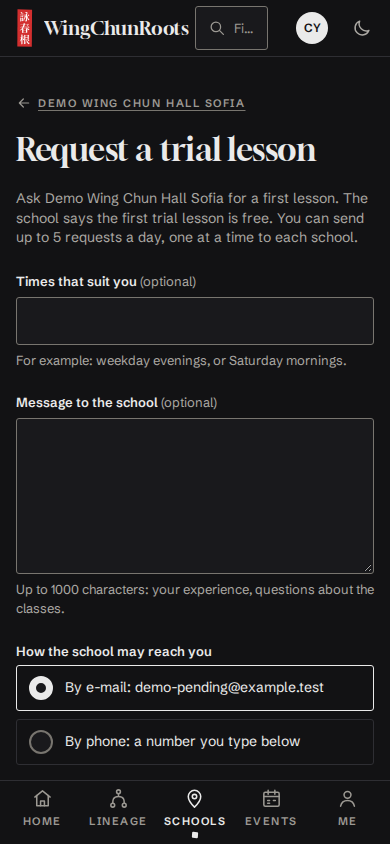 詠春根
WingChunRoots
Fi...
CY
← DEMO WING CHUN HALL SOFIA
Request a trial lesson
Ask Demo Wing Chun Hall Sofia for a first lesson. The
school says the first trial lesson is free. You can send
up to 5 requests a day, one at a time to each school.
Times that suit you (optional)
For example: weekday evenings, or Saturday mornings.
Message to the school (optional)
Up to 1000 characters: your experience, questions about the
classes.
How the school may reach you
By e-mail: demo-pending@example.test
By phone: a number you type below
HOME
LINEAGE
SCHOOLS
EVENTS
ME